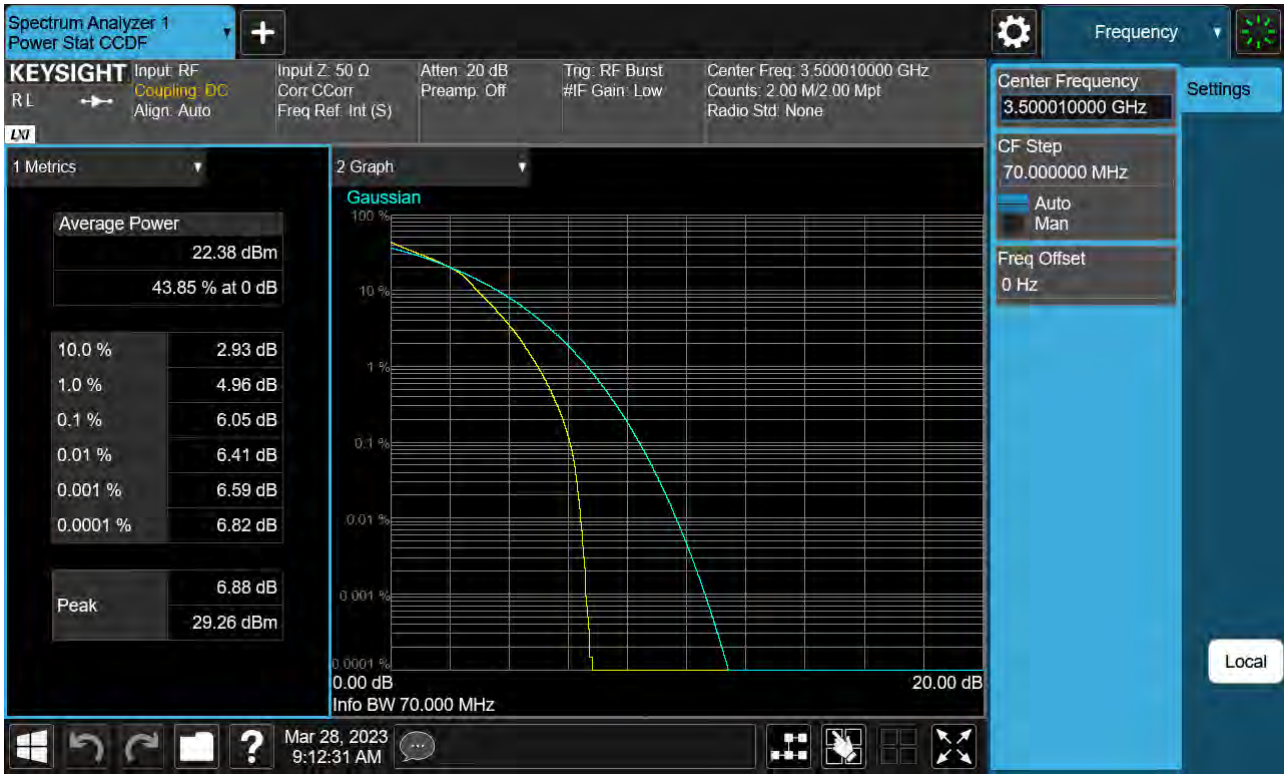 Spectrum Analyzer 1
Power Stat CCDF
+
Frequency
KEYSIGHT
RL
LXI
Input: RF
Coupling: DC
Align: Auto
Input Z: 50 Ω
Corr CCorr
Freq Ref: Int (S)
Atten: 20 dB
Preamp: Off
Trig: RF Burst
#IF Gain: Low
Center Freq: 3.500010000 GHz
Counts: 2.00 M/2.00 Mpt
Radio Std: None
Center Frequency
3.500010000 GHz
Settings
CF Step
70.000000 MHz
Auto
Man
Freq Offset
0 Hz
Local
1 Metrics
Average Power
22.38 dBm
43.85 % at 0 dB
10.0 % 2.93 dB
1.0 % 4.96 dB
0.1 % 6.05 dB
0.01 % 6.41 dB
0.001 % 6.59 dB
0.0001 % 6.82 dB
Peak 6.88 dB
29.26 dBm
2 Graph
Gaussian
100 %
10 %
1 %
0.1 %
0.01 %
0.001 %
0.0001 %
0.00 dB 20.00 dB
Info BW 70.000 MHz
?
Mar 28, 2023
9:12:31 AM